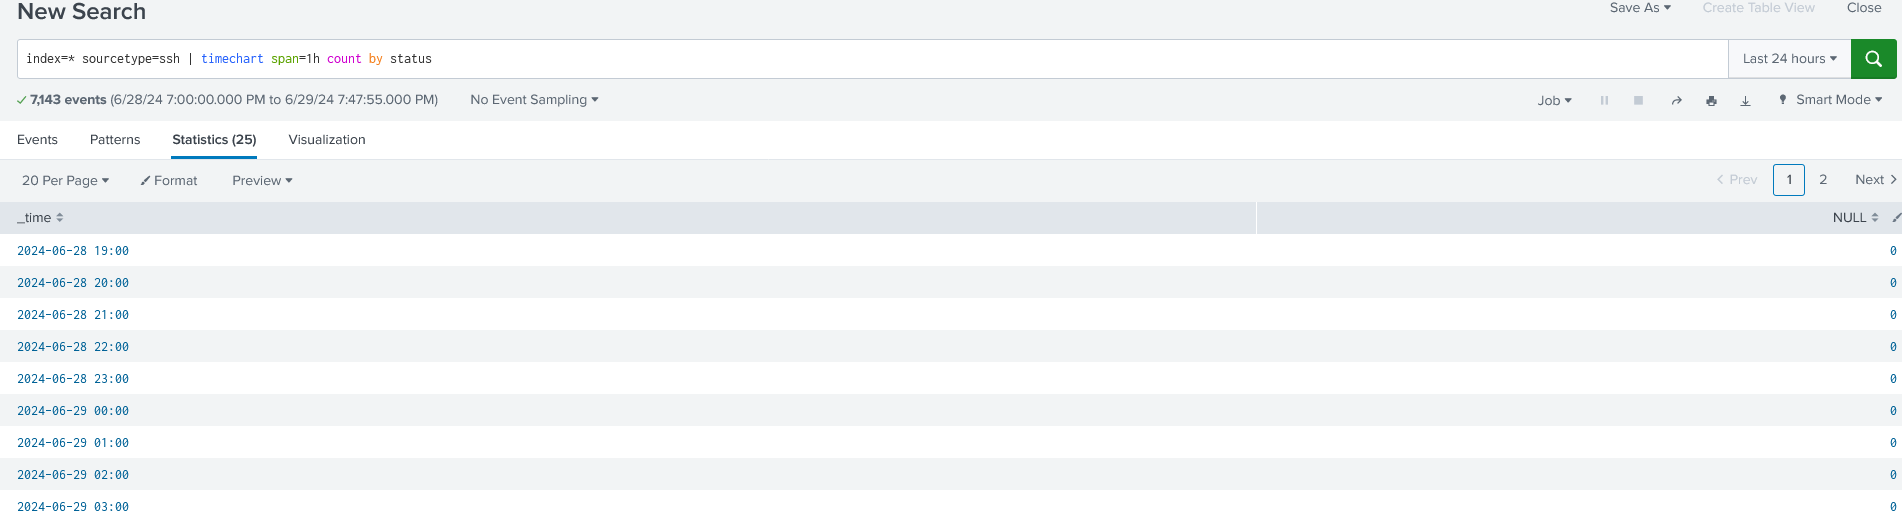 New Search
Save As Create Table View Close
index=* sourcetype=ssh | timechart span=1h count by status
Last 24 hours
7,143 events (6/28/24 7:00:00.000 PM to 6/29/24 7:47:55.000 PM) No Event Sampling
Job Smart Mode
Events Patterns Statistics (25) Visualization
20 Per Page Format Preview
Prev 1 2 Next
_time NULL
2024-06-28 19:00 0
2024-06-28 20:00 0
2024-06-28 21:00 0
2024-06-28 22:00 0
2024-06-28 23:00 0
2024-06-29 00:00 0
2024-06-29 01:00 0
2024-06-29 02:00 0
2024-06-29 03:00 0